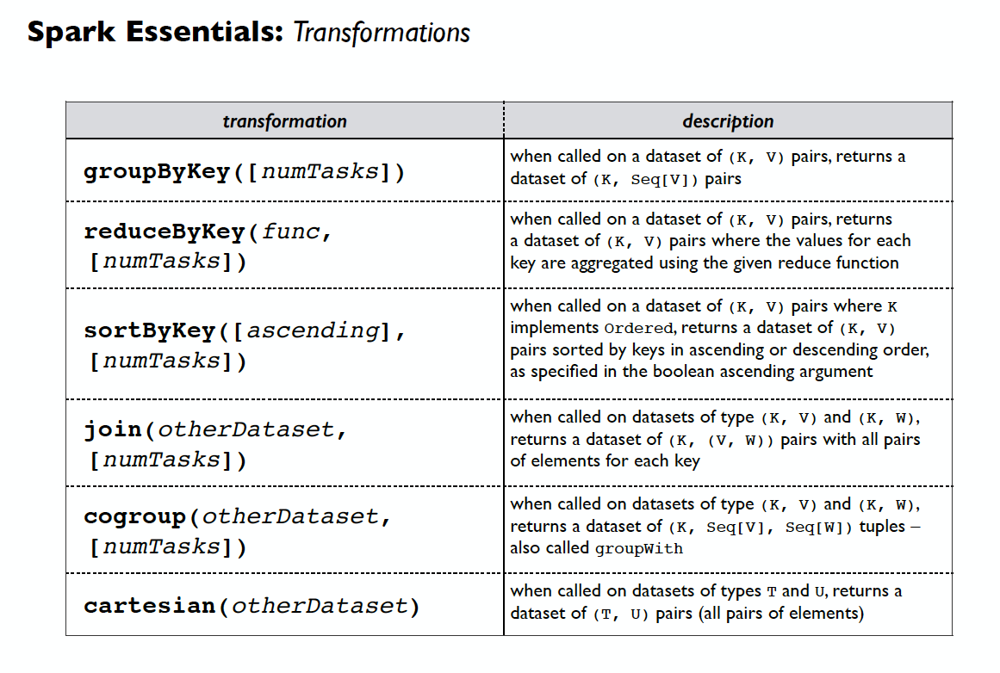 Spark Essentials: Transformations
transformation
description
groupByKey([numTasks])
when called on a dataset of (K, V) pairs, returns a
dataset of (K, Seq[V]) pairs
reduceByKey(func,
[numTasks])
when called on a dataset of (K, V) pairs, returns
a dataset of (K, V) pairs where the values for each
key are aggregated using the given reduce function
sortByKey([ascending],
[numTasks])
when called on a dataset of (K, V) pairs where K
implements Ordered, returns a dataset of (K, V)
pairs sorted by keys in ascending or descending order,
as specified in the boolean ascending argument
join(otherDataset,
[numTasks])
when called on datasets of type (K, V) and (K, W),
returns a dataset of (K, (V, W)) pairs with all pairs
of elements for each key
cogroup(otherDataset,
[numTasks])
when called on datasets of type (K, V) and (K, W),
returns a dataset of (K, Seq[V], Seq[W]) tuples –
also called groupWith
cartesian(otherDataset)
when called on datasets of types T and U, returns a
dataset of (T, U) pairs (all pairs of elements)